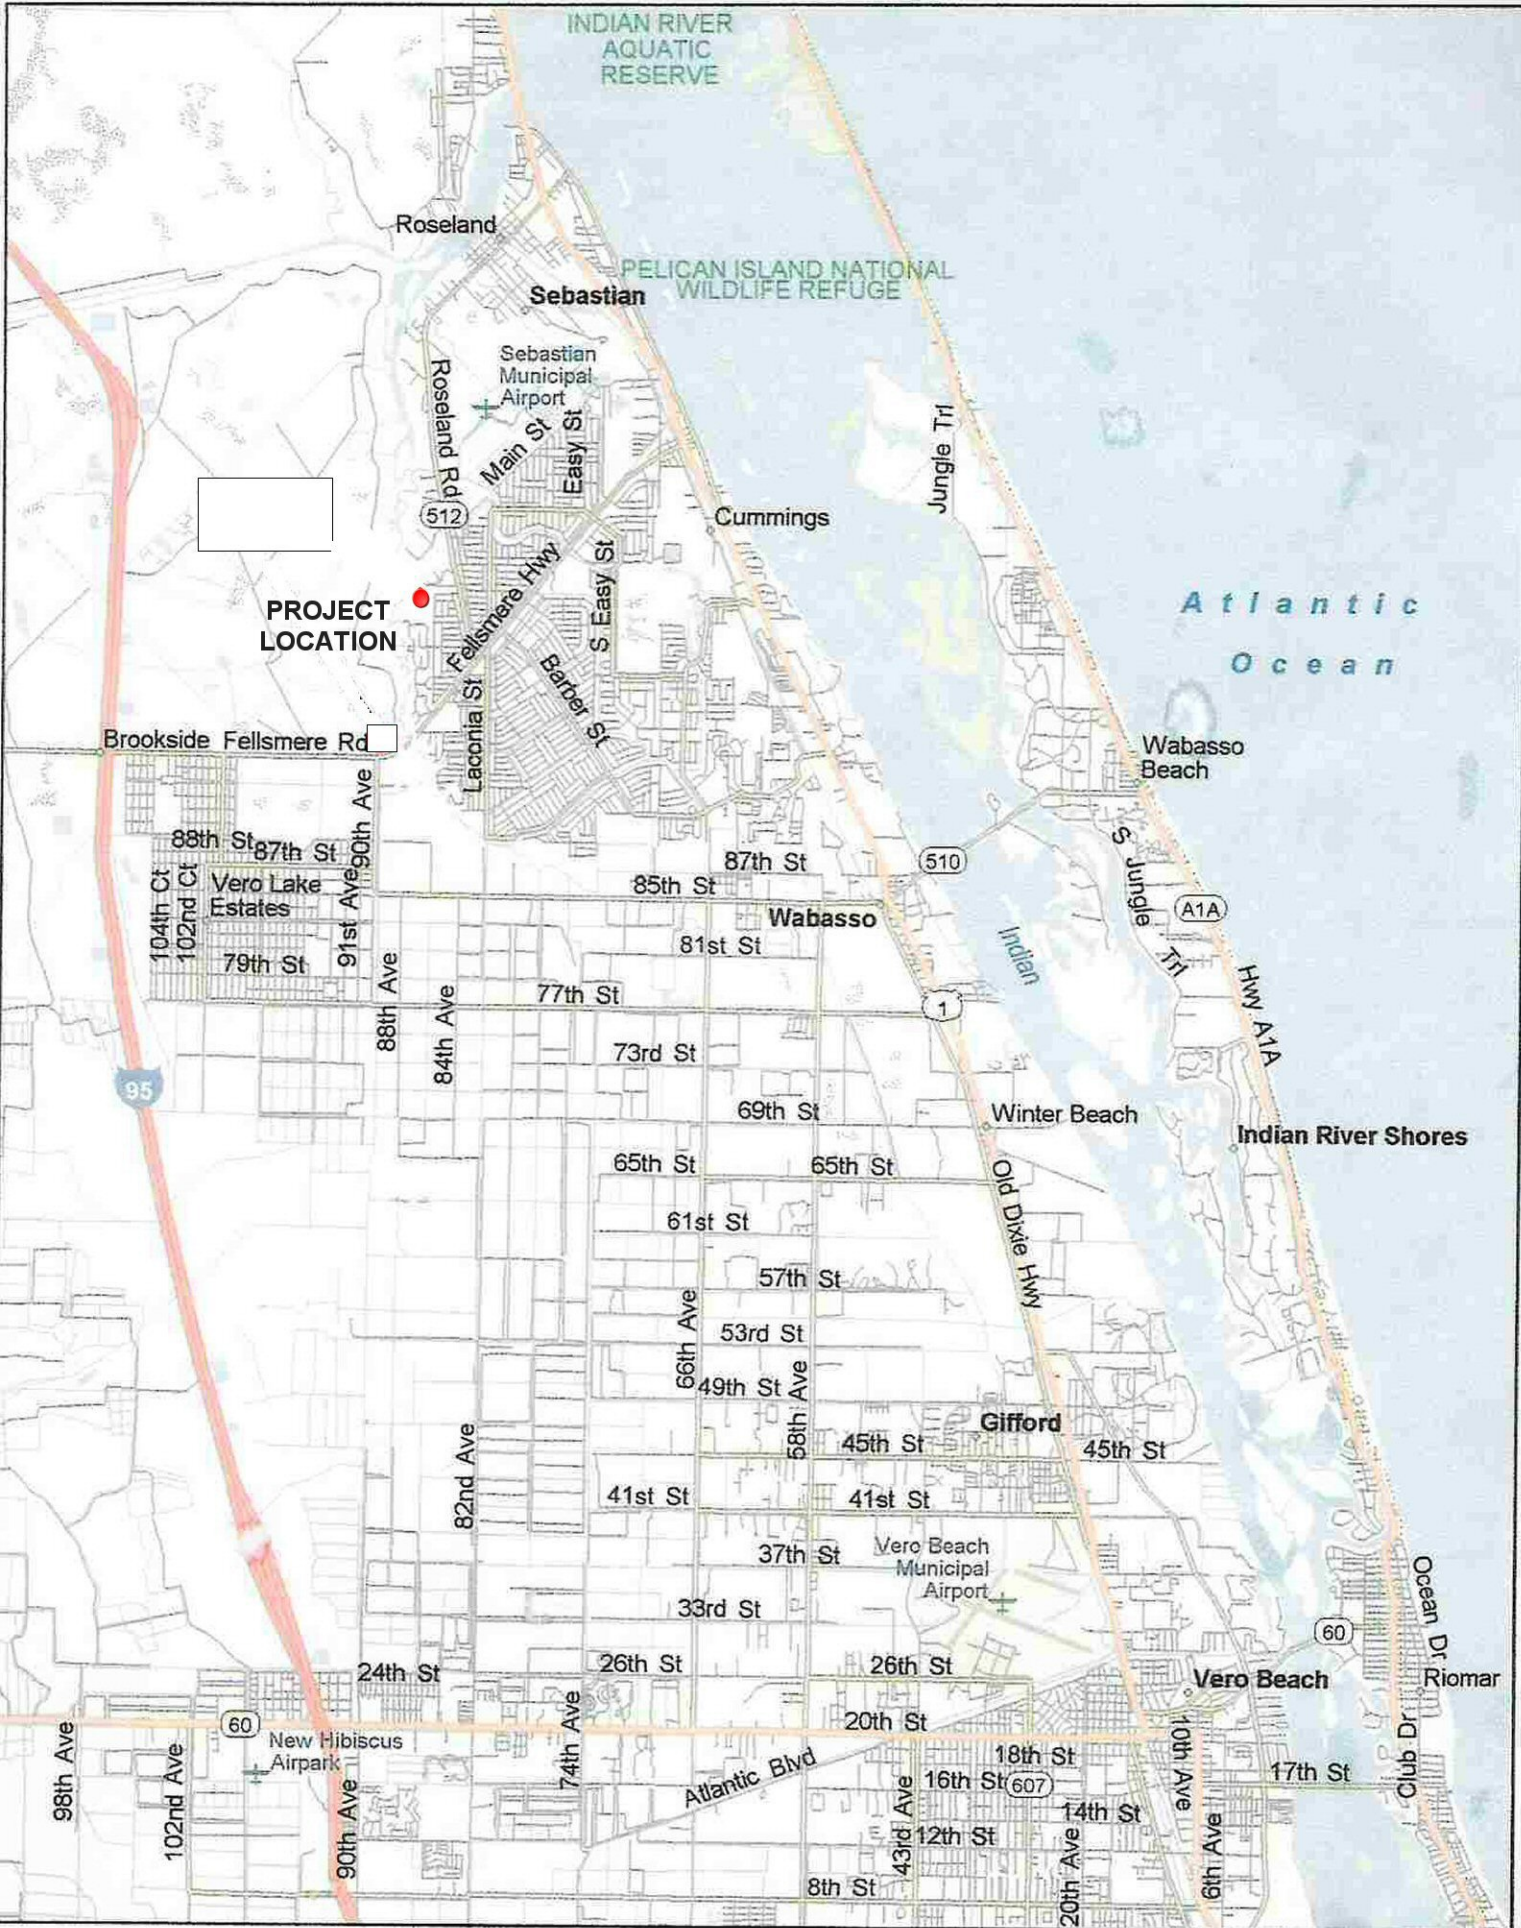 INDIAN RIVER
AQUATIC
RESERVE
Roseland
PELICAN ISLAND NATIONAL
WILDLIFE REFUGE
Sebastian
Sebastian
Municipal
Airport
Roseland Rd
Main St
Easy St
Jungle Trl
512
Cummings
Fellsmere Hwy
S Easy St
PROJECT
LOCATION
Atlantic
Ocean
Barber St
Laconia St
Brookside Fellsmere Rd
Wabasso
Beach
90th Ave
88th St
87th St
87th St
510
S Jungle Trl
Vero Lake
Estates
85th St
104th Ct
102nd Ct
91st Ave
A1A
Wabasso
81st St
Indian
79th St
77th St
88th Ave
84th Ave
1
Hwy A1A
73rd St
95
69th St
Winter Beach
Indian River Shores
65th St
65th St
Old Dixie Hwy
61st St
57th St
66th Ave
53rd St
49th St
58th Ave
Gifford
82nd Ave
45th St
45th St
41st St
41st St
37th St
Vero Beach
Municipal
Airport
Ocean Dr
33rd St
60
24th St
26th St
26th St
Vero Beach
Riomar
60
74th Ave
20th St
98th Ave
New Hibiscus
Airpark
102nd Ave
Atlantic Blvd
18th St
10th Ave
Club Dr
16th St
607
17th St
90th Ave
43rd Ave
14th St
12th St
20th Ave
6th Ave
8th St